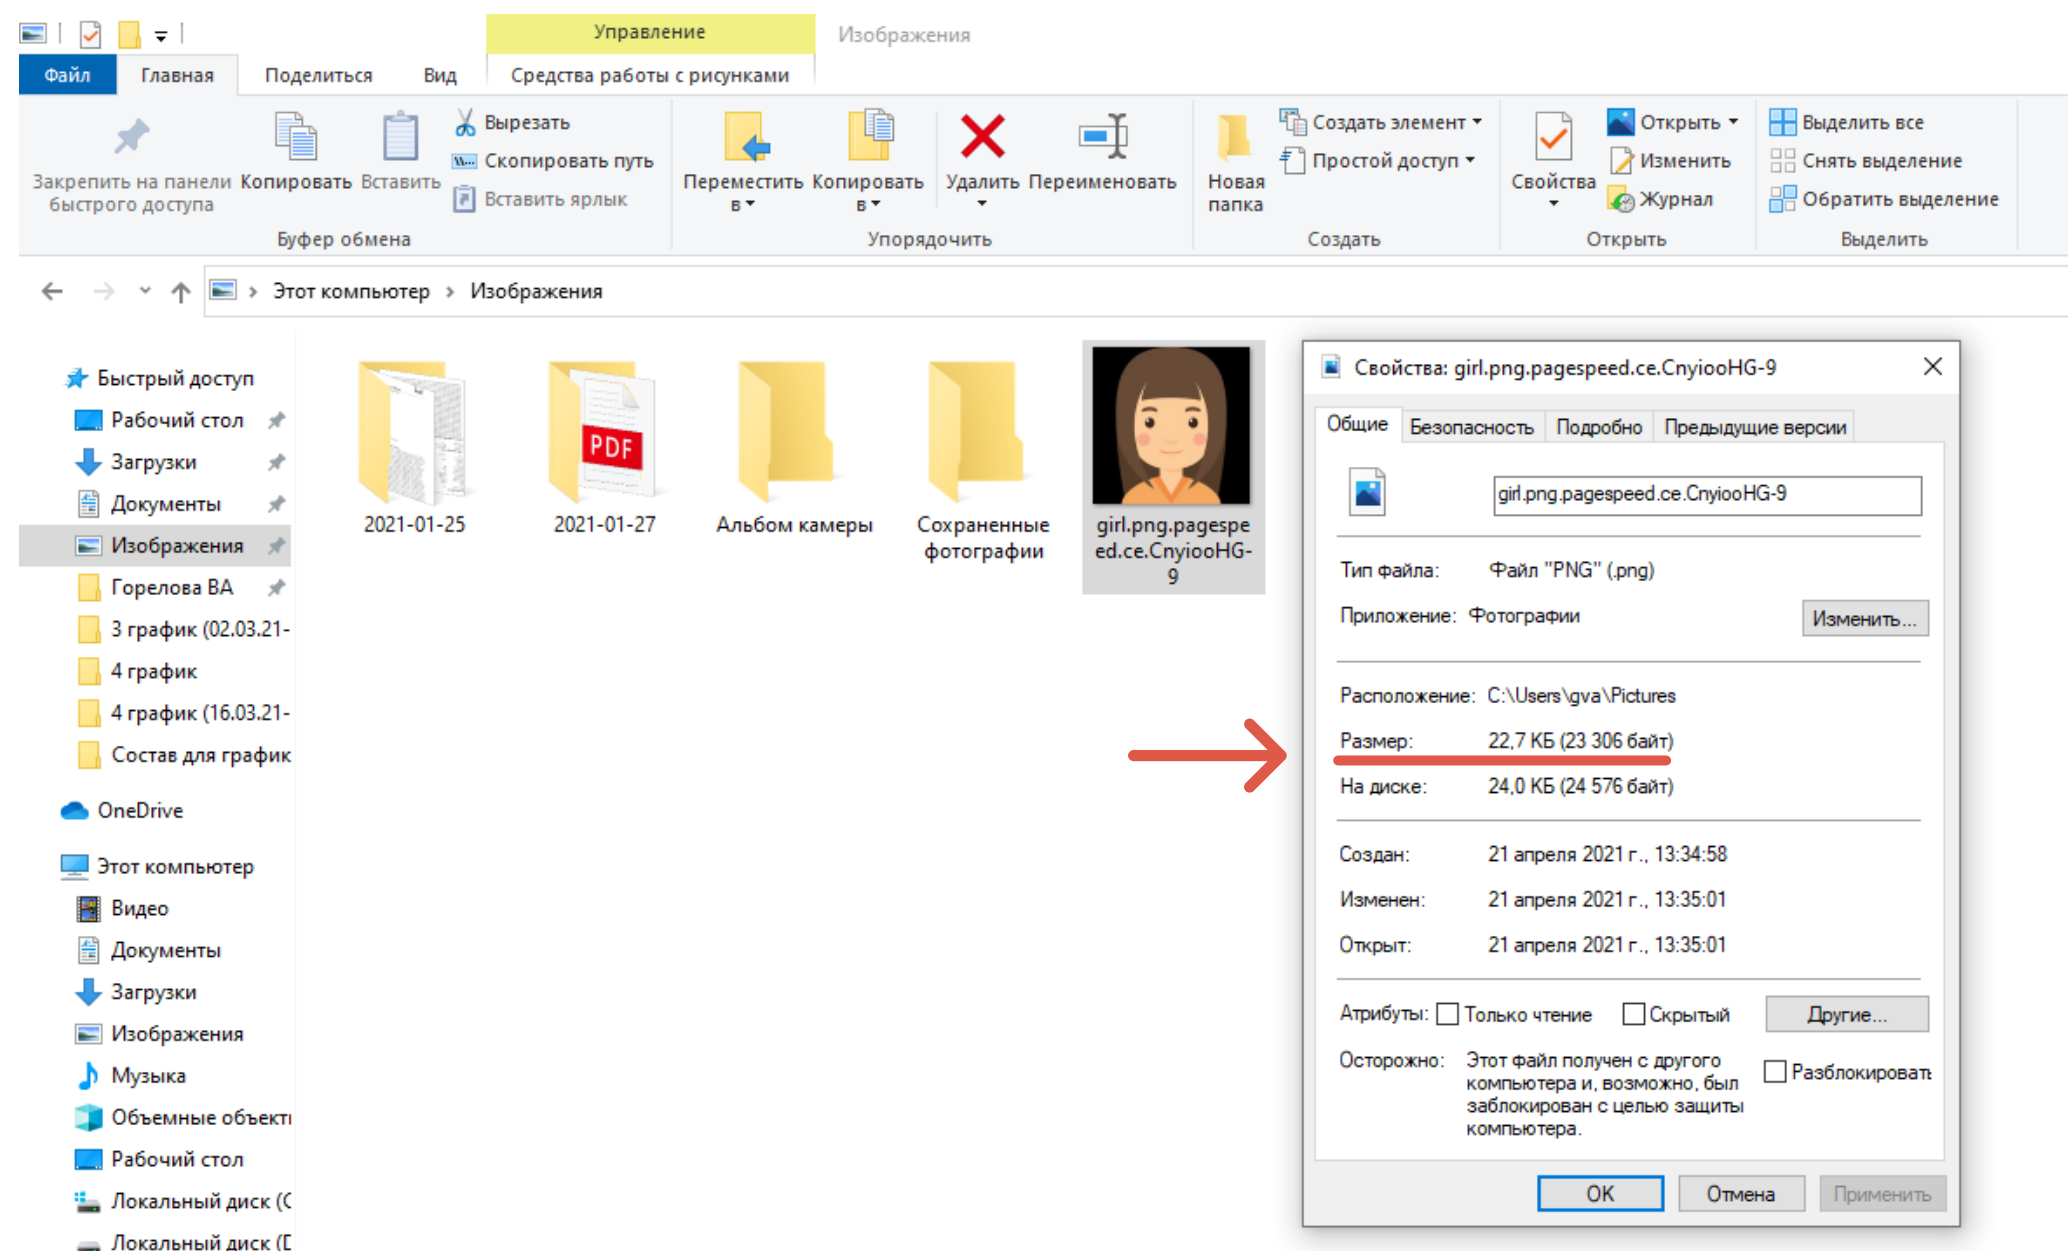 Управление
Изображения
Файл
Главная
Поделиться
Вид
Средства работы с рисунками
Закрепить на панели
быстрого доступа
Копировать
Вставить
Вырезать
Скопировать путь
Вставить ярлык
Буфер обмена
Переместить
в
Копировать
в
Удалить
Переименовать
Упорядочить
Новая
папка
Создать элемент
Простой доступ
Создать
Свойства
Открыть
Изменить
Журнал
Открыть
Выделить все
Снять выделение
Обратить выделение
Выделить
Этот компьютер
Изображения
Быстрый доступ
Рабочий стол
Загрузки
Документы
Изображения
Горелова ВА
3 график (02.03.21-
4 график
4 график (16.03.21-
Состав для график
OneDrive
Этот компьютер
Видео
Документы
Загрузки
Изображения
Музыка
Объемные объекты
Рабочий стол
Локальный диск (C
Локальный диск (D
2021-01-25
PDF
2021-01-27
Альбом камеры
Сохраненные
фотографии
girl.png.pagespe
ed.ce.CnyiooHG-
9
Свойства: girl.png.pagespeed.ce.CnyiooHG-9
Общие
Безопасность
Подробно
Предыдущие версии
girl.png.pagespeed.ce.CnyiooHG-9
Тип файла: Файл "PNG" (.png)
Приложение: Фотографии
Изменить...
Расположение: C:\Users\gva\Pictures
Размер: 22,7 КБ (23 306 байт)
На диске: 24,0 КБ (24 576 байт)
Создан: 21 апреля 2021 г., 13:34:58
Изменен: 21 апреля 2021 г., 13:35:01
Открыт: 21 апреля 2021 г., 13:35:01
Атрибуты: Только чтение Скрытый Другие...
Осторожно: Этот файл получен с другого
компьютера и, возможно, был
заблокирован с целью защиты
компьютера.
Разблокировать
ОК
Отмена
Применить